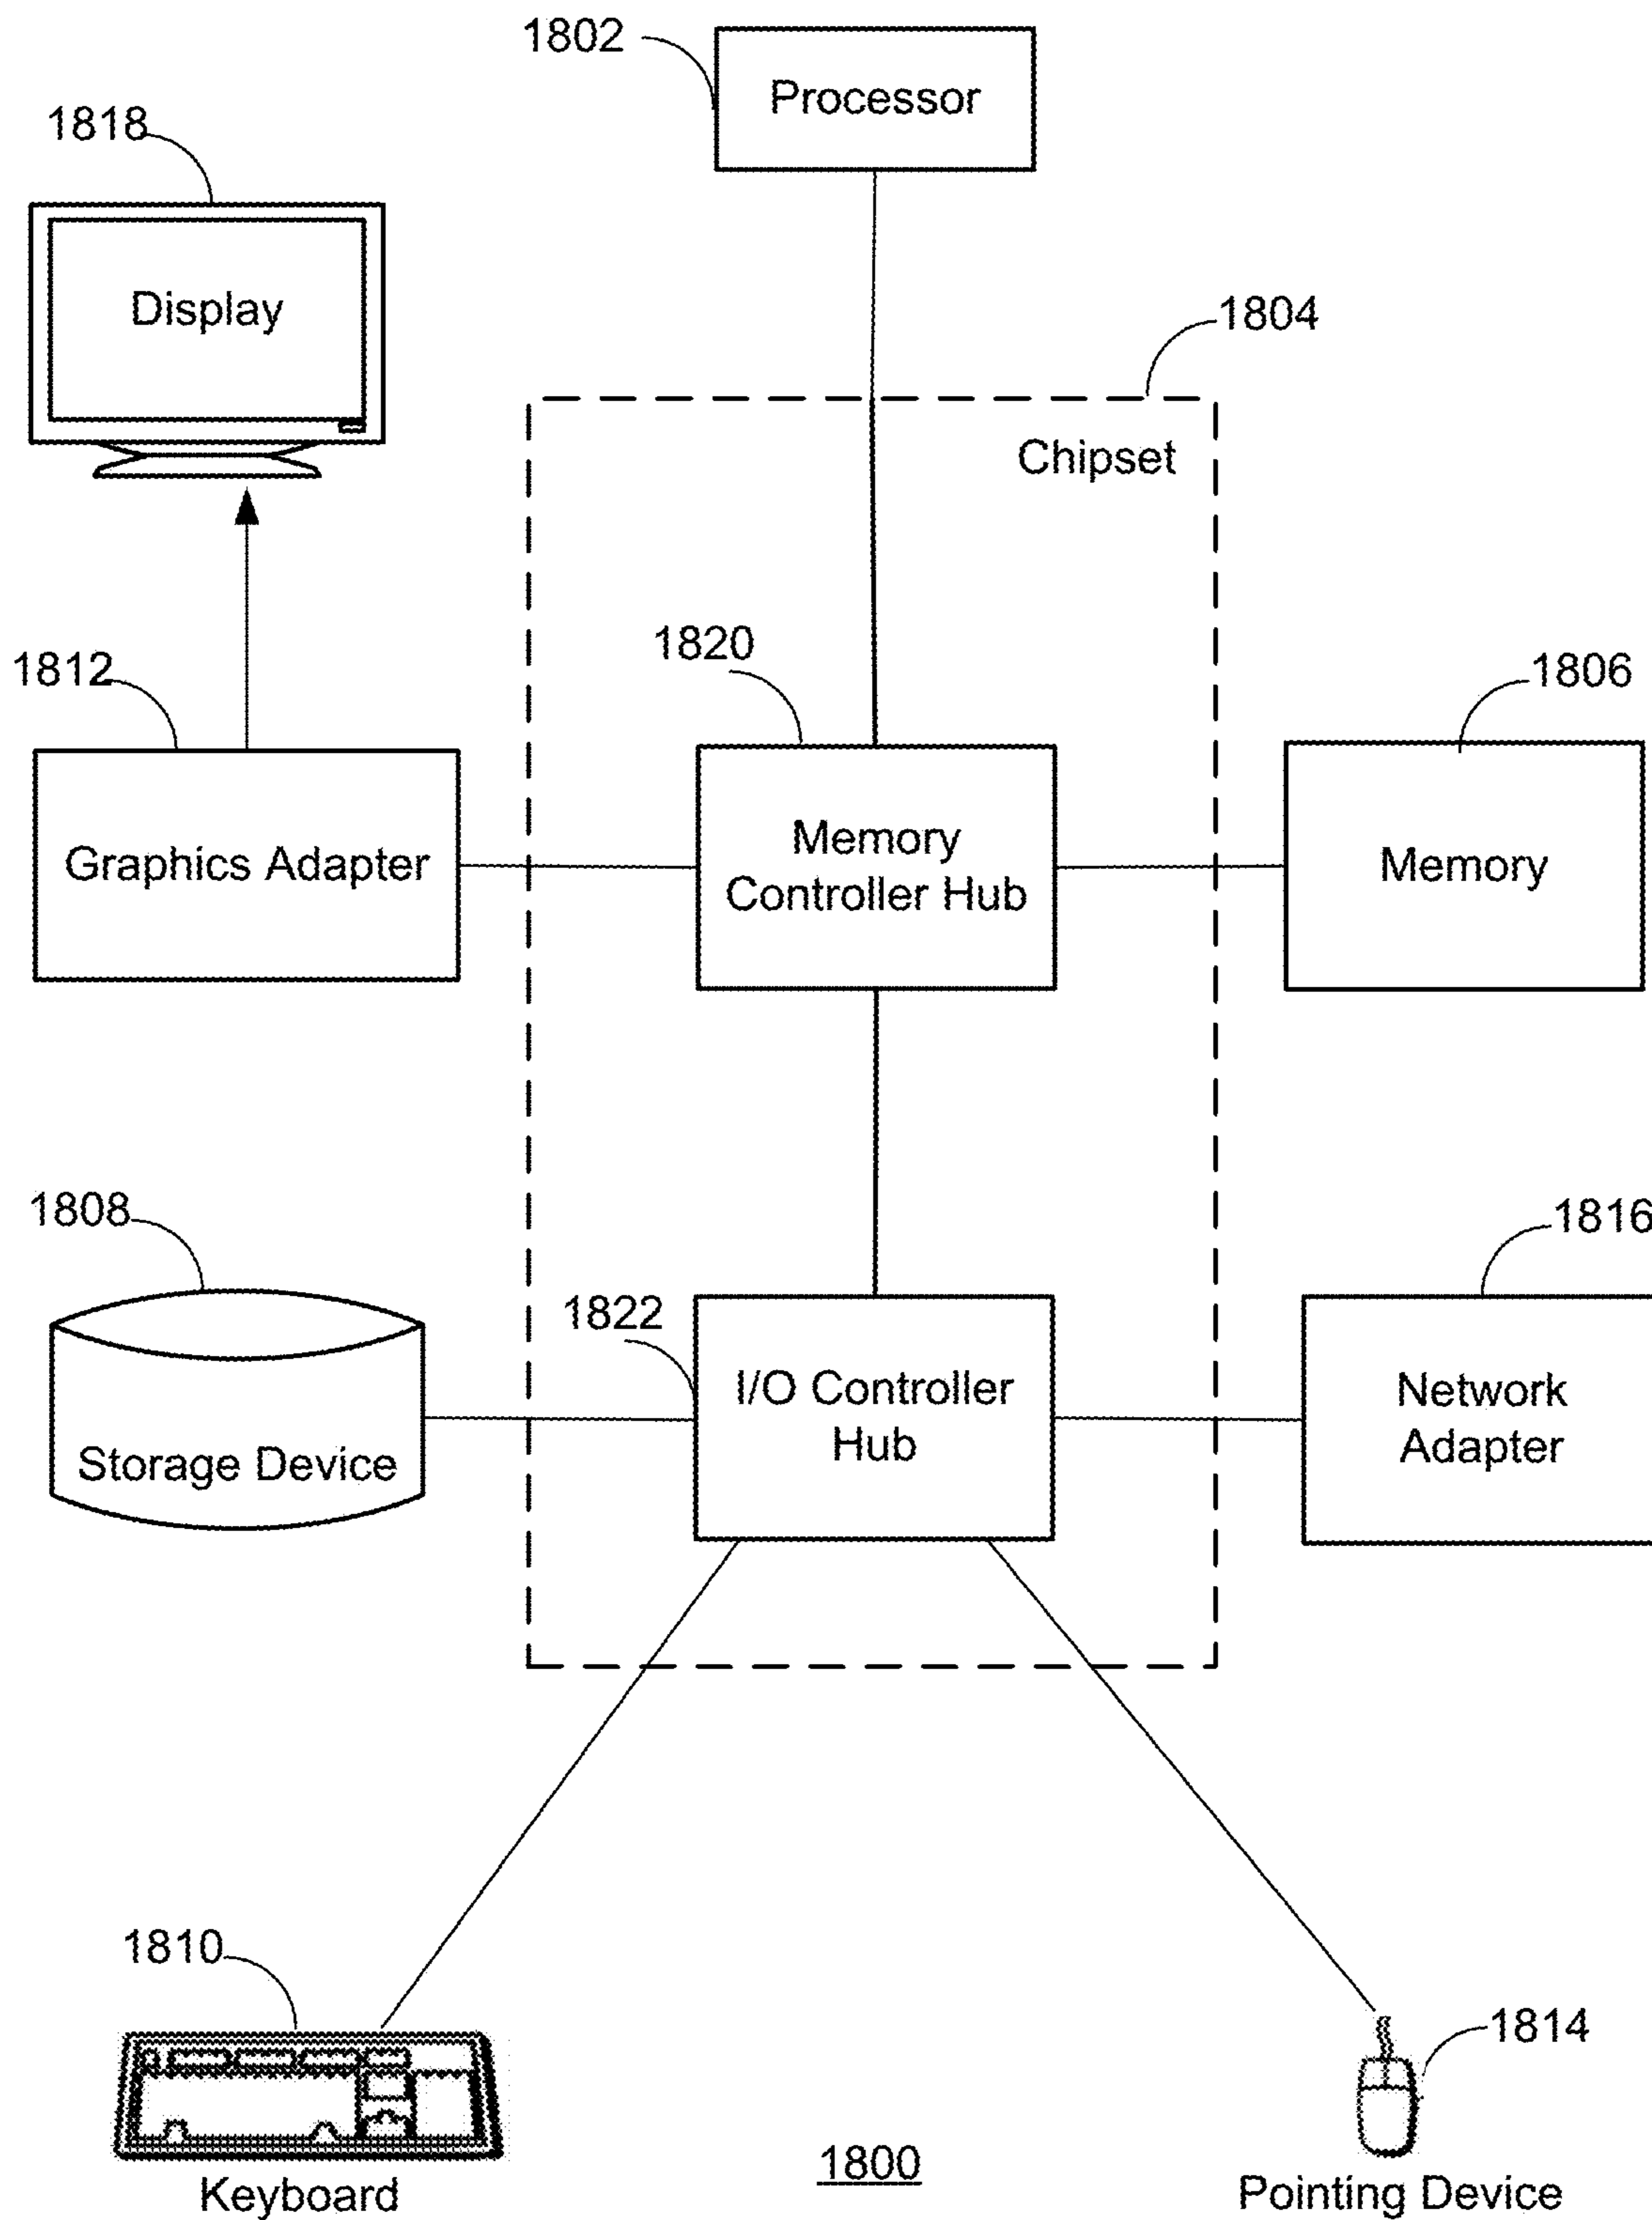 1802
Processor
1818
Display
1804
Chipset
1812
1820
1806
Graphics Adapter
Memory
Controller Hub
Memory
1808
1822
1816
Storage Device
I/O Controller
Hub
Network
Adapter
1810
1814
Keyboard
1800
Pointing Device